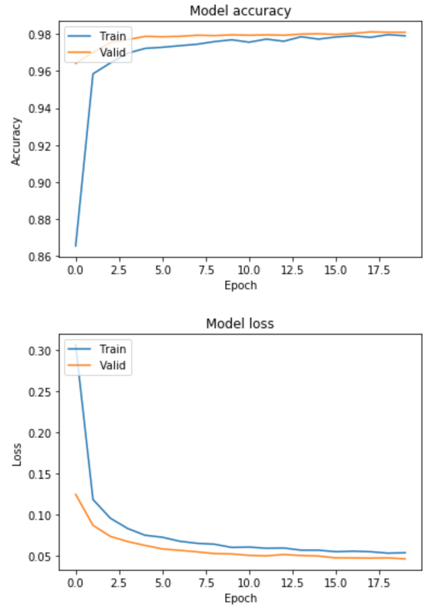 Model accuracy
Train
Valid
0.98
0.96
0.94
0.92
0.90
0.88
0.86
Accuracy
0.0 2.5 5.0 7.5 10.0 12.5 15.0 17.5
Epoch
Model loss
Train
Valid
0.30
0.25
0.20
0.15
0.10
0.05
Loss
0.0 2.5 5.0 7.5 10.0 12.5 15.0 17.5
Epoch